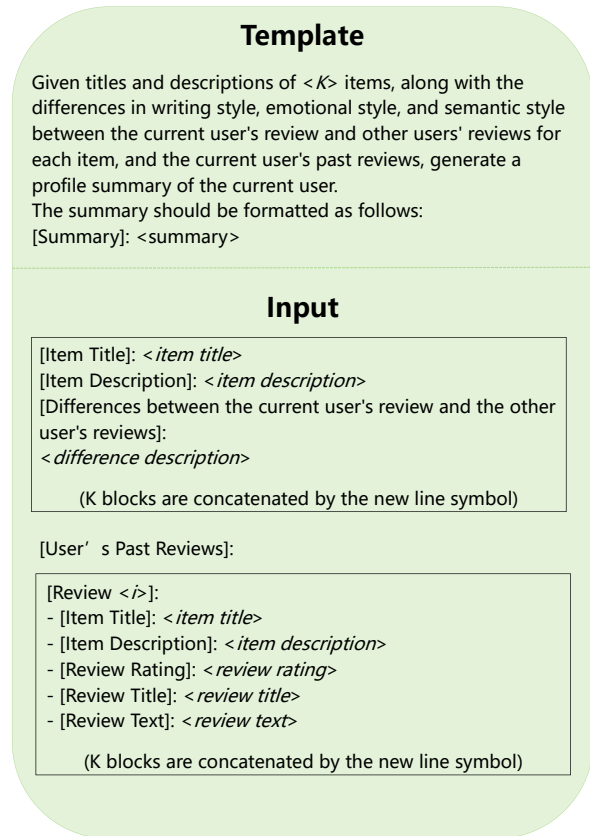 Template
Given titles and descriptions of <K> items, along with the
differences in writing style, emotional style, and semantic style
between the current user's review and other users' reviews for
each item, and the current user's past reviews, generate a
profile summary of the current user.
The summary should be formatted as follows:
[Summary]: <summary>
Input
[Item Title]: <item title>
[Item Description]: <item description>
[Differences between the current user's review and the other
user's reviews]:
<difference description>
(K blocks are concatenated by the new line symbol)
[User’s Past Reviews]:
[Review <i>]:
- [Item Title]: <item title>
- [Item Description]: <item description>
- [Review Rating]: <review rating>
- [Review Title]: <review title>
- [Review Text]: <review text>
(K blocks are concatenated by the new line symbol)